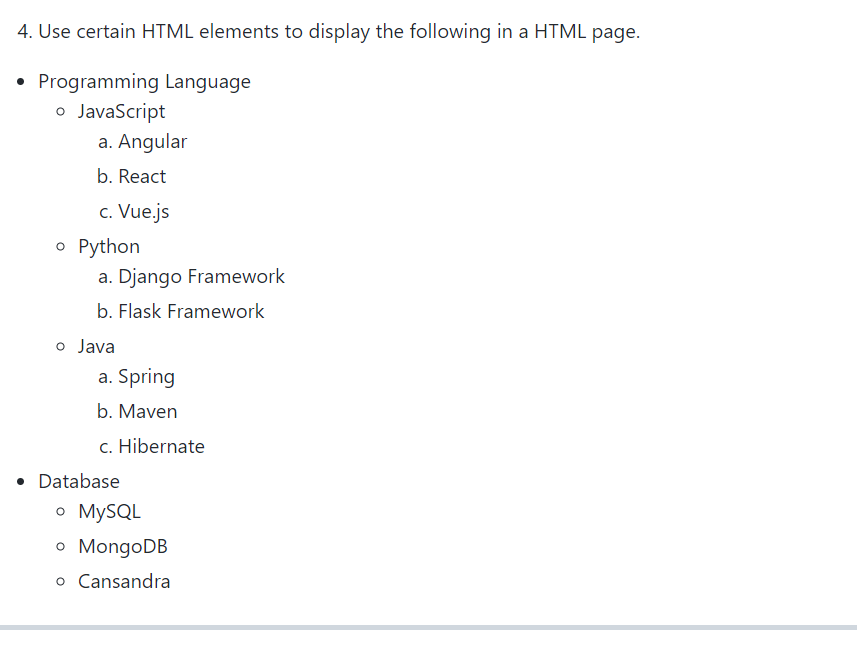 4. Use certain HTML elements to display the following in a HTML page.
Programming Language
JavaScript
a. Angular
b. React
c. Vue.js
Python
a. Django Framework
b. Flask Framework
Java
a. Spring
b. Maven
c. Hibernate
Database
MySQL
MongoDB
Cansandra